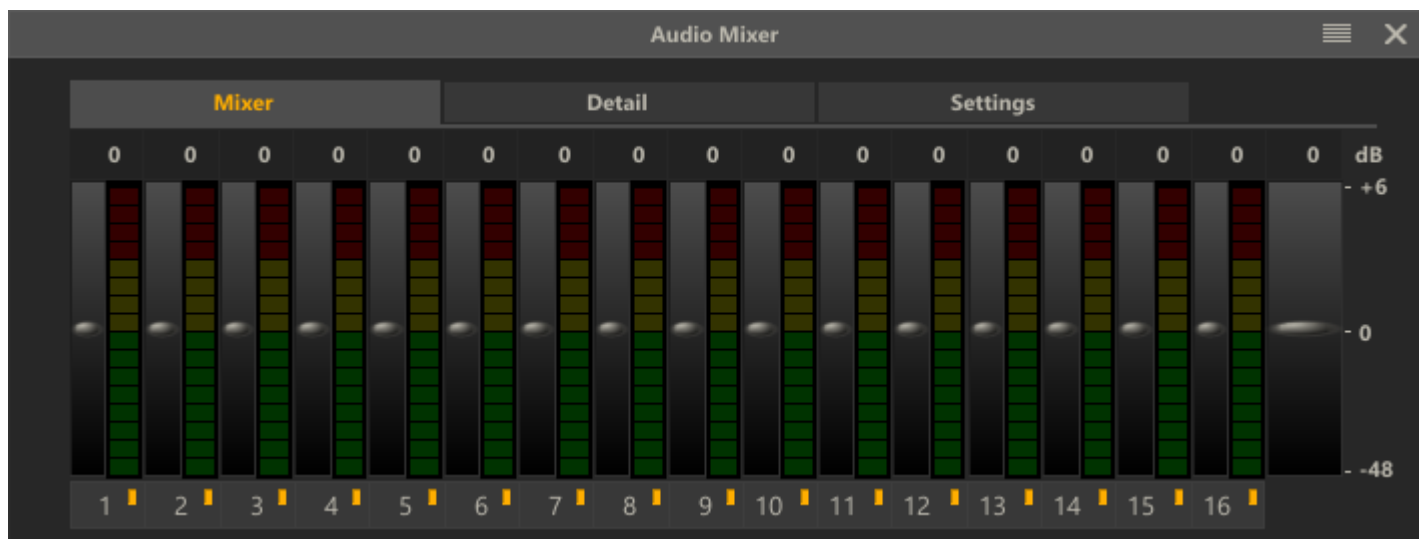 Audio Mixer
Mixer Detail Settings
0 0 0 0 0 0 0 0 0 0 0 0 0 0 0 0 0 dB
- +6
- 0
- -48
1 2 3 4 5 6 7 8 9 10 11 12 13 14 15 16